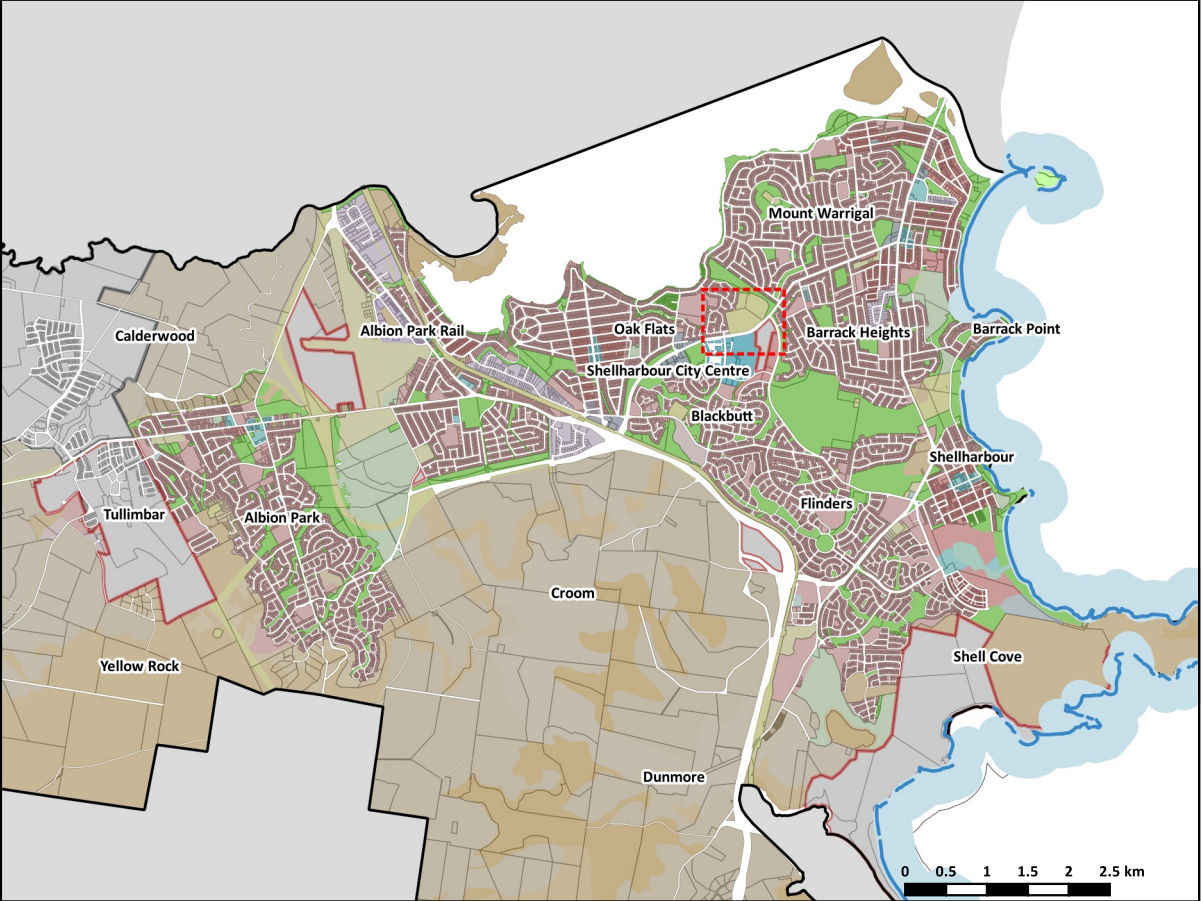 Mount Warrigal
Calderwood
Albion Park Rail
Oak Flats
Barrack Heights
Barrack Point
Shellharbour City Centre
Blackbutt
Shellharbour
Tullimbar
Albion Park
Flinders
Croom
Yellow Rock
Shell Cove
Dunmore
0 0.5 1 1.5 2 2.5 km